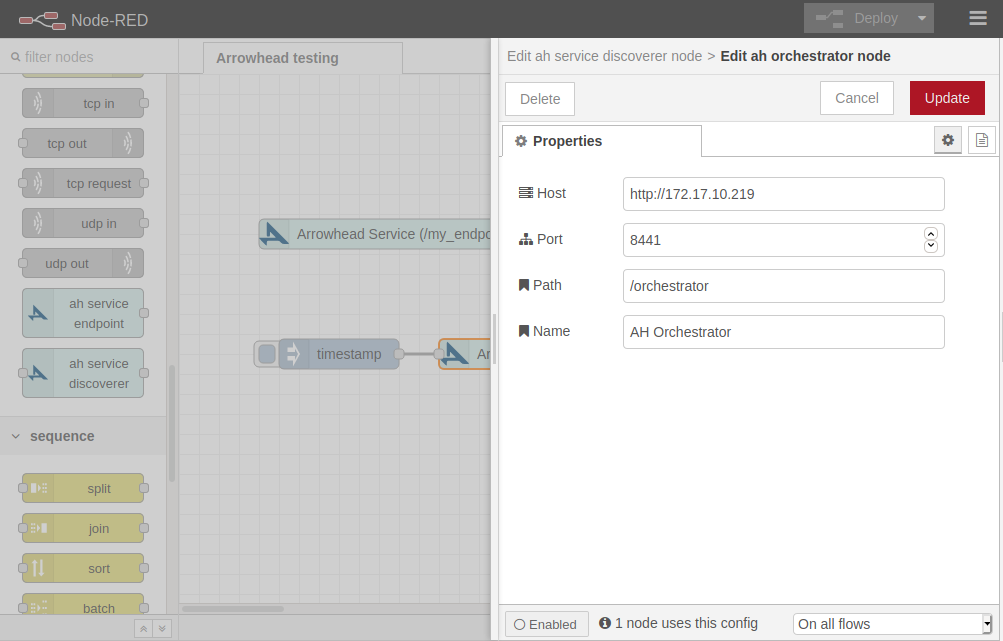 Node-RED
Deploy
filter nodes
Arrowhead testing
tcp in
tcp out
tcp request
udp in
udp out
ah service
endpoint
ah service
discoverer
sequence
split
join
sort
batch
Arrowhead Service (/my_endpo
timestamp
Ar
Edit ah service discoverer node > Edit ah orchestrator node
Delete
Cancel
Update
Properties
Host
http://172.17.10.219
Port
8441
Path
/orchestrator
Name
AH Orchestrator
Enabled
1 node uses this config
On all flows